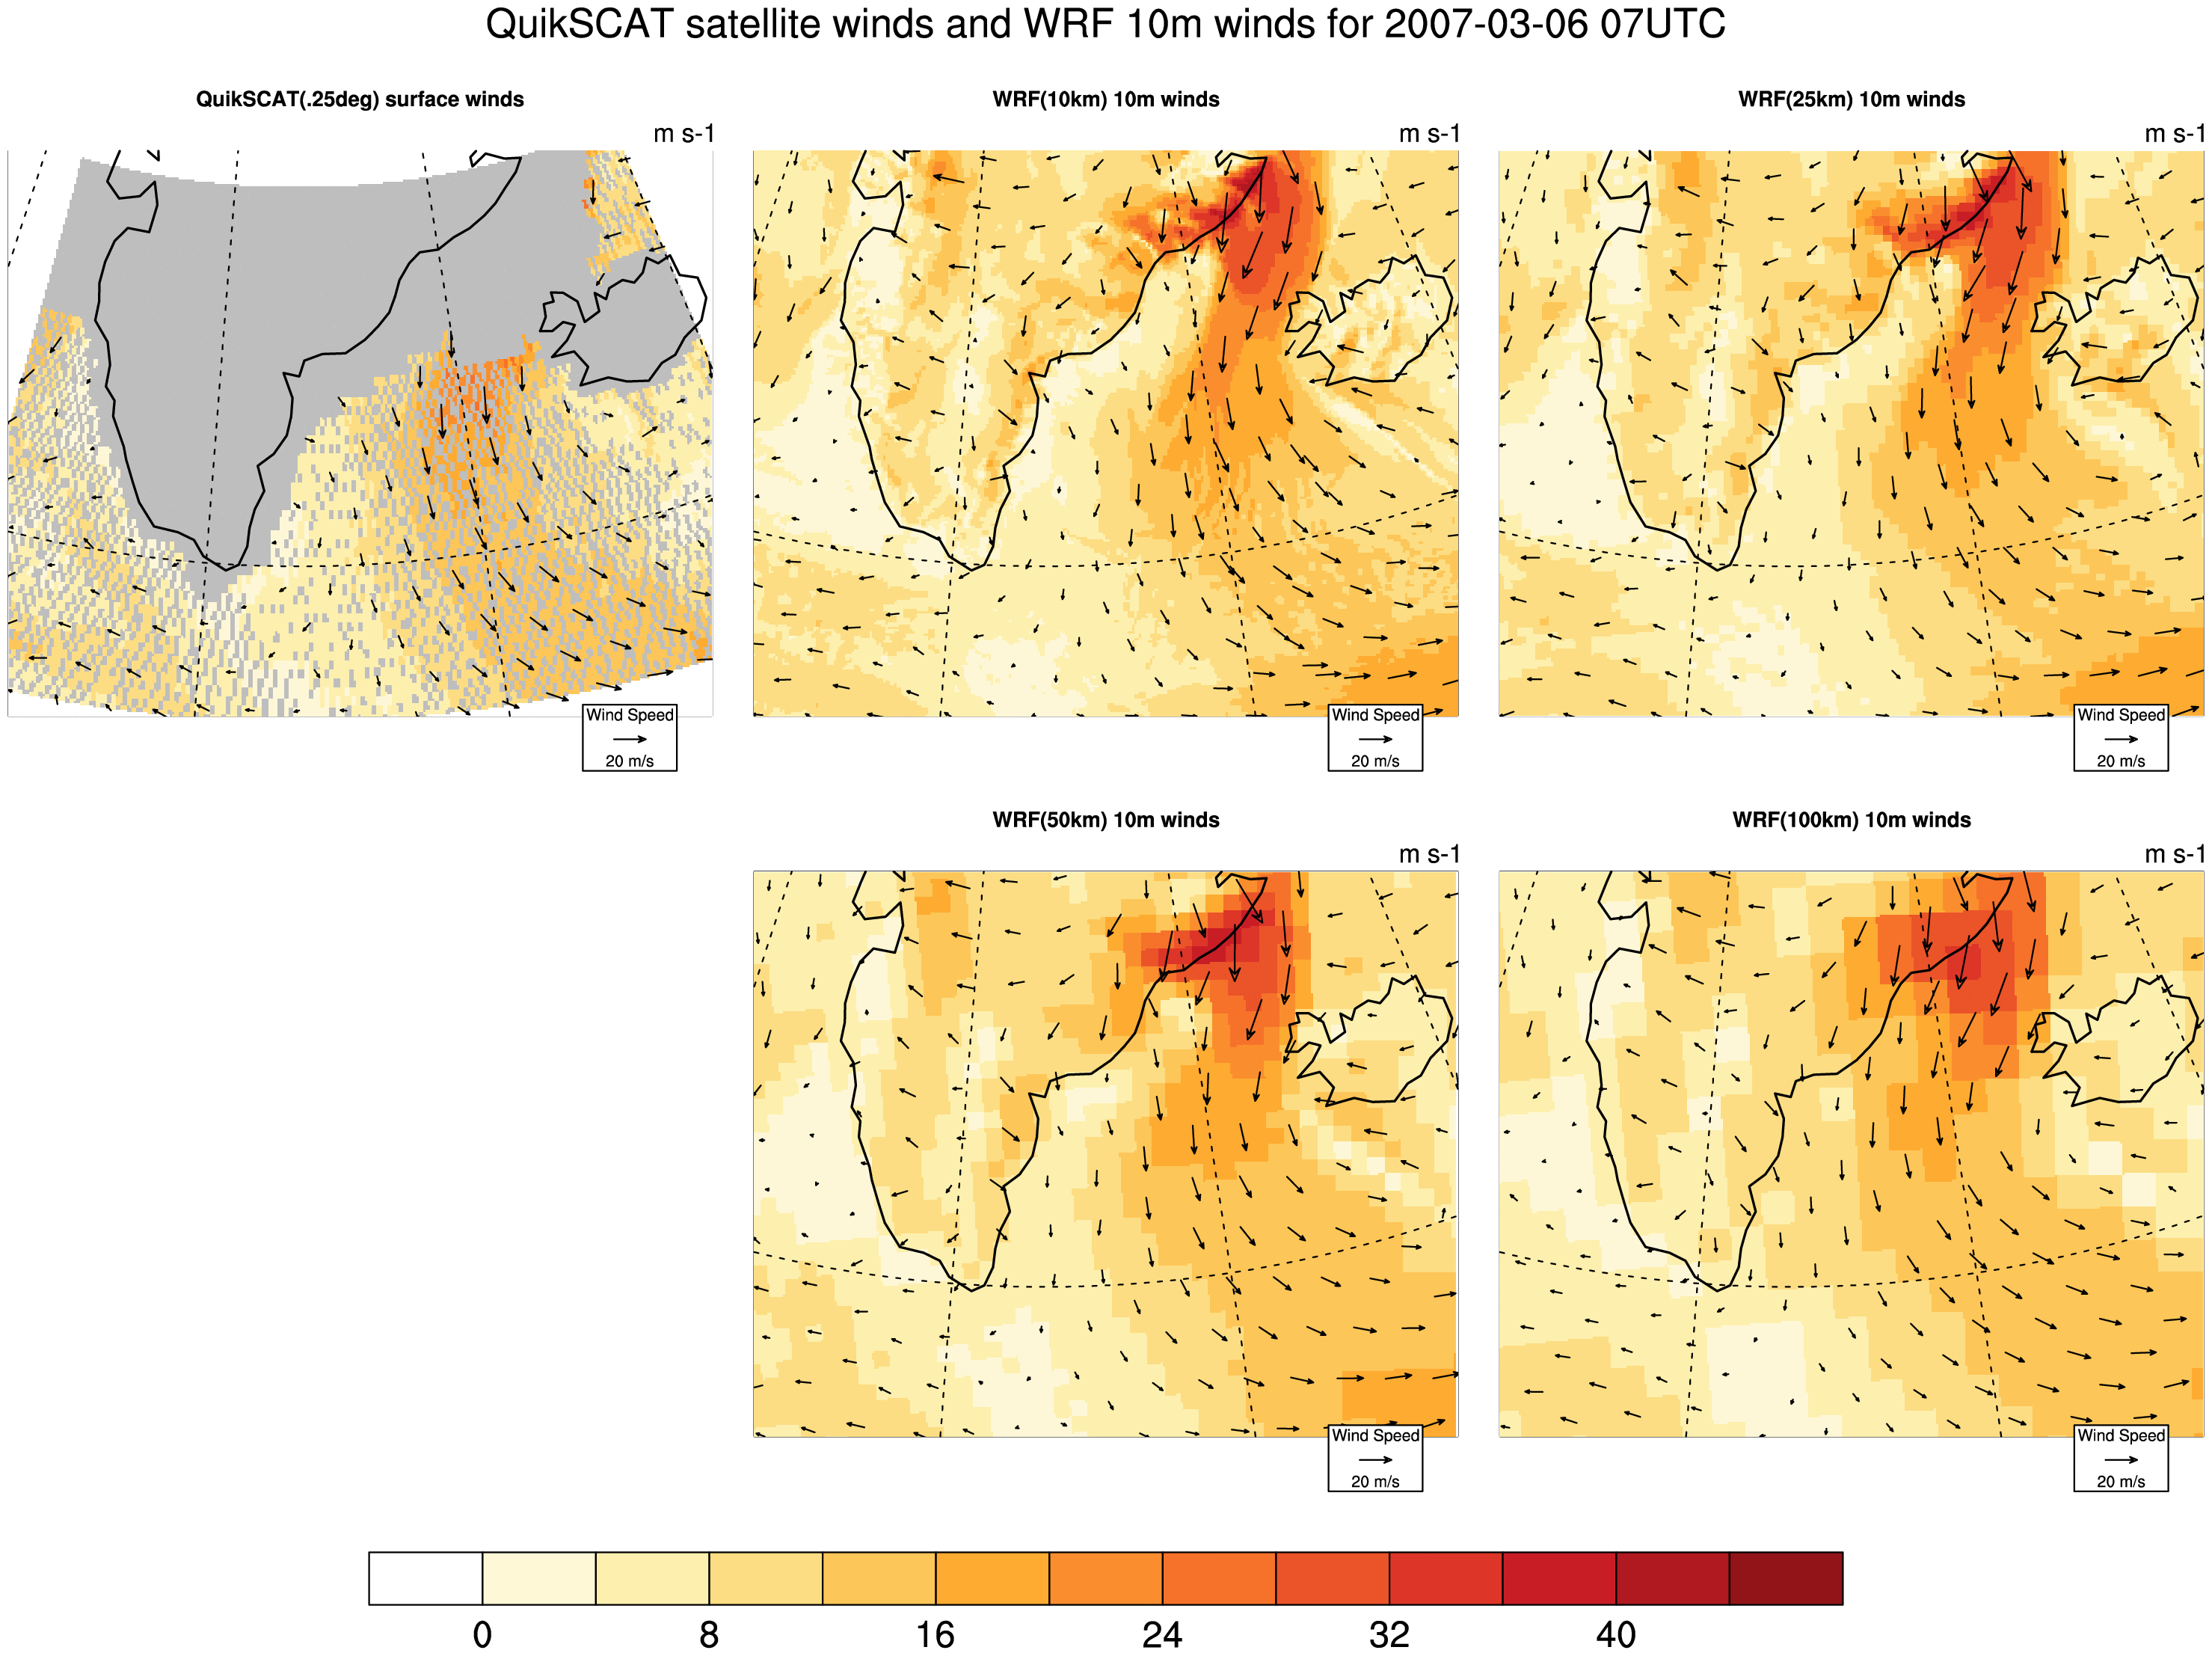 QuikSCAT satellite winds and WRF 10m winds for 2007-03-06 07UTC
QuikSCAT(.25deg) surface winds
m s-1
Wind Speed
20 m/s
WRF(10km) 10m winds
m s-1
Wind Speed
20 m/s
WRF(25km) 10m winds
m s-1
Wind Speed
20 m/s
WRF(50km) 10m winds
m s-1
Wind Speed
20 m/s
WRF(100km) 10m winds
m s-1
Wind Speed
20 m/s
0 8 16 24 32 40